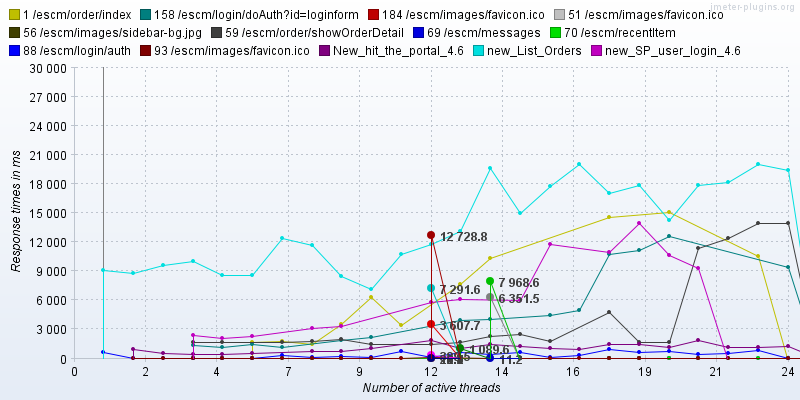 jmeter-plugins.org
1 /escm/order/index 158 /escm/login/doAuth?id=loginform 184 /escm/images/favicon.ico 51 /escm/images/favicon.ico
56 /escm/images/sidebar-bg.jpg 59 /escm/order/showOrderDetail 69 /escm/messages 70 /escm/recentItem
88 /escm/login/auth 93 /escm/images/favicon.ico New_hit_the_portal_4.6 new_List_Orders new_SP_user_login_4.6
30 000
27 000
24 000
21 000
18 000
15 000
12 000
9 000
6 000
3 000
0
Response times in ms
12 728.8
7 968.6
7 291.6
6 351.5
3 607.7
1 089.6
11.2
0 2 5 7 9 12 14 16 19 21 24
Number of active threads